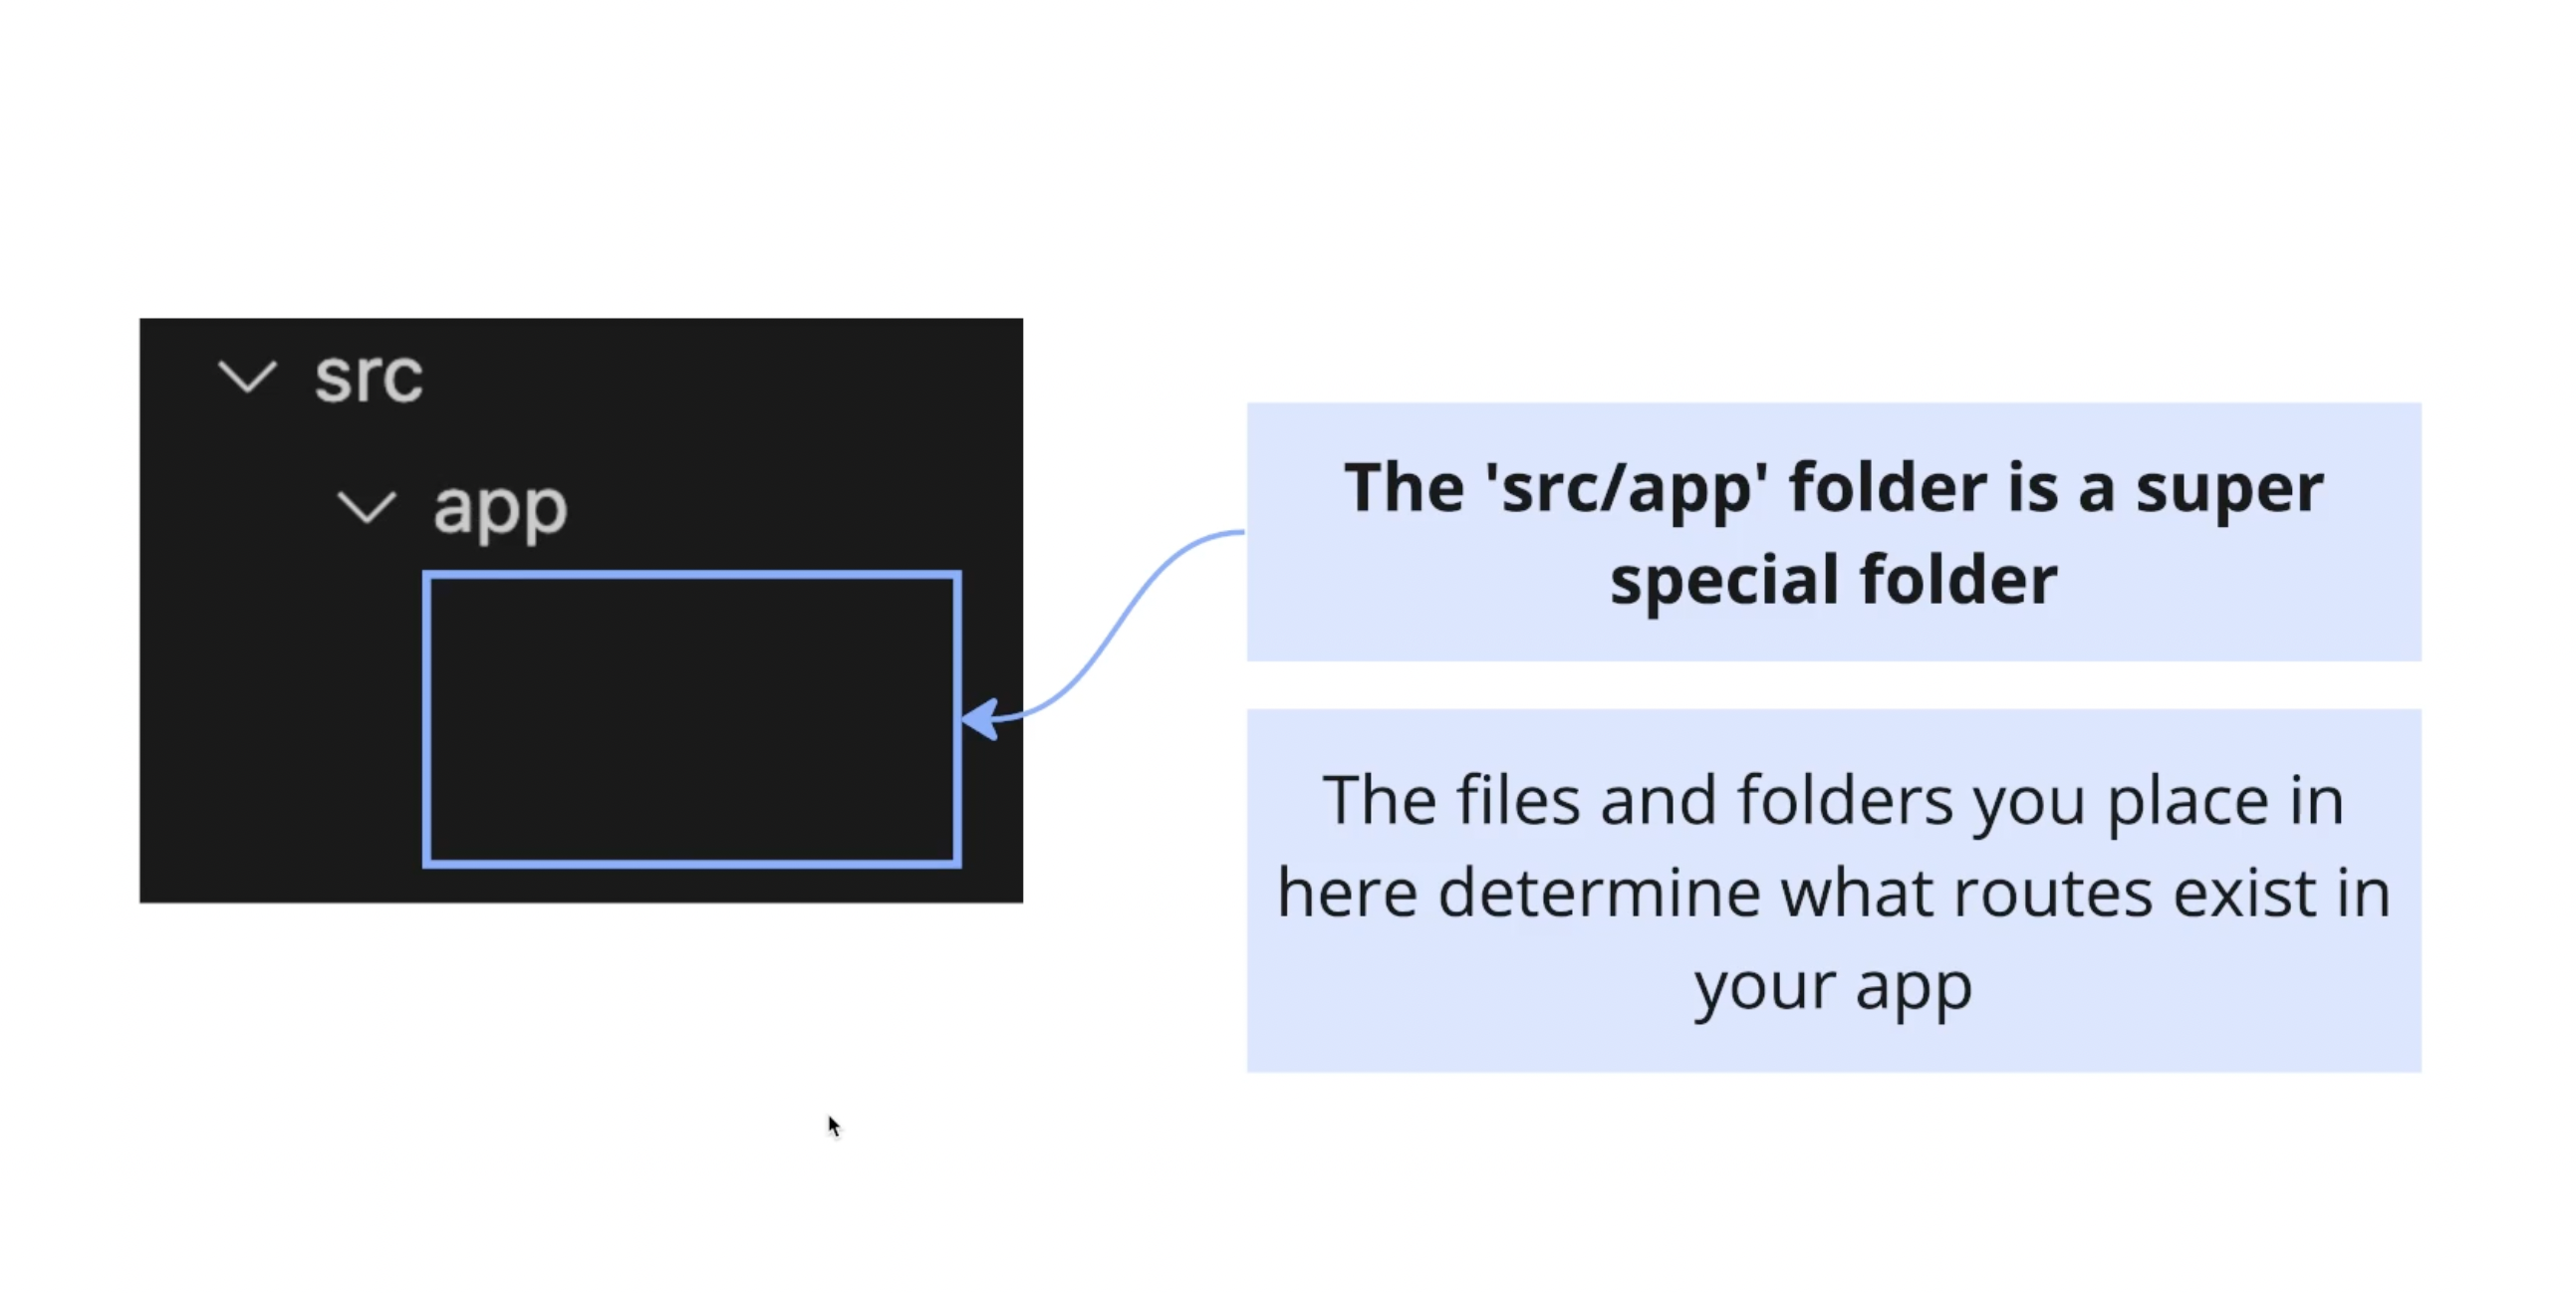 src
app
The 'src/app' folder is a super
special folder
The files and folders you place in
here determine what routes exist in
your app